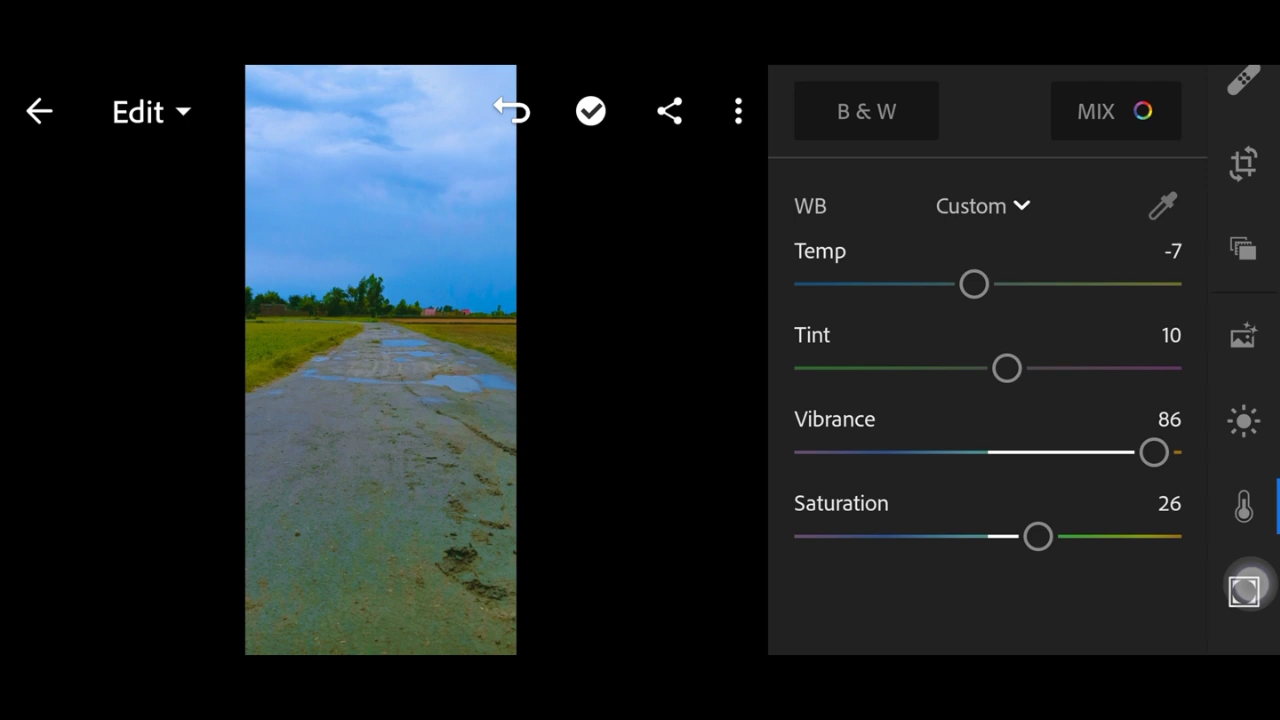 Edit
B & W
MIX
WB
Custom
Temp
-7
Tint
10
Vibrance
86
Saturation
26